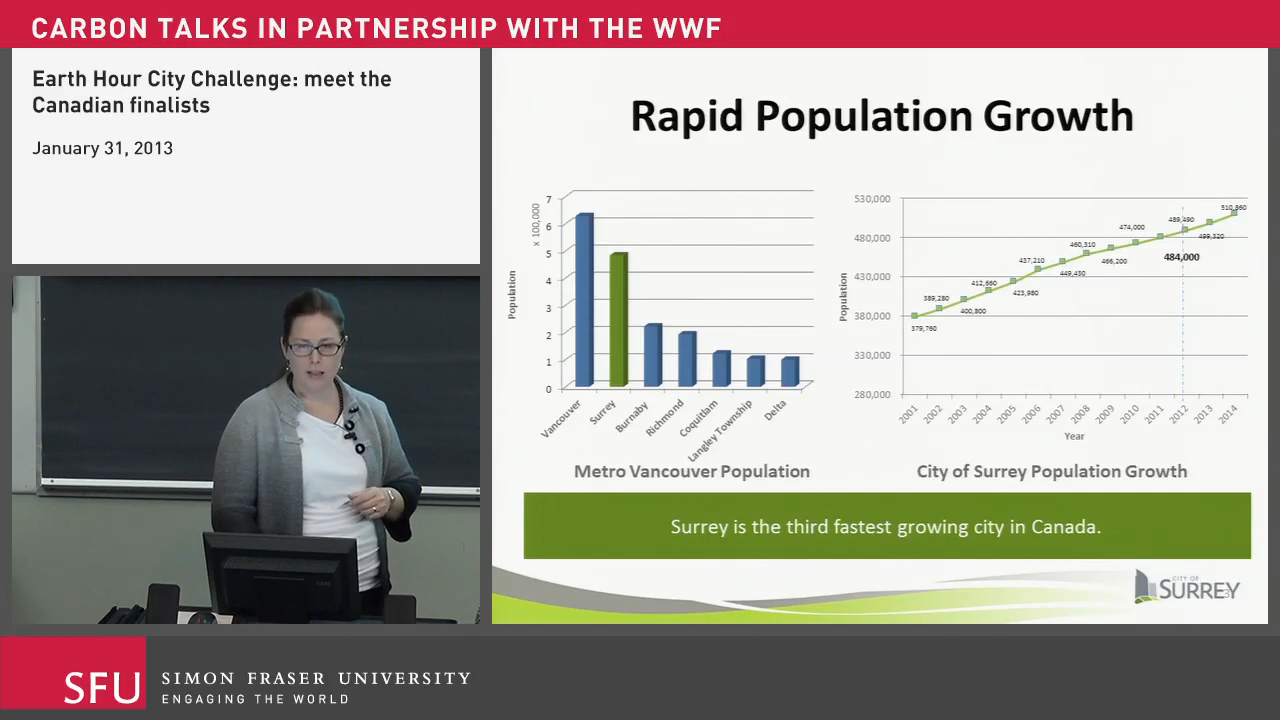 CARBON TALKS IN PARTNERSHIP WITH THE WWF
Earth Hour City Challenge: meet the
Canadian finalists
January 31, 2013
Rapid Population Growth
Population
x 100,000
7
6
5
4
3
2
1
0
Vancouver
Surrey
Burnaby
Richmond
Coquitlam
Langley Township
Delta
Metro Vancouver Population
Population
530,000
480,000
430,000
380,000
330,000
280,000
379,760
389,280
400,800
412,660
423,980
437,210
449,430
460,310
466,200
474,000
489,490
484,000
499,320
510,860
2001
2002
2003
2004
2005
2006
2007
2008
2009
2010
2011
2012
2013
2014
Year
City of Surrey Population Growth
Surrey is the third fastest growing city in Canada.
CITY OF
SURREY
SFU
SIMON FRASER UNIVERSITY
ENGAGING THE WORLD